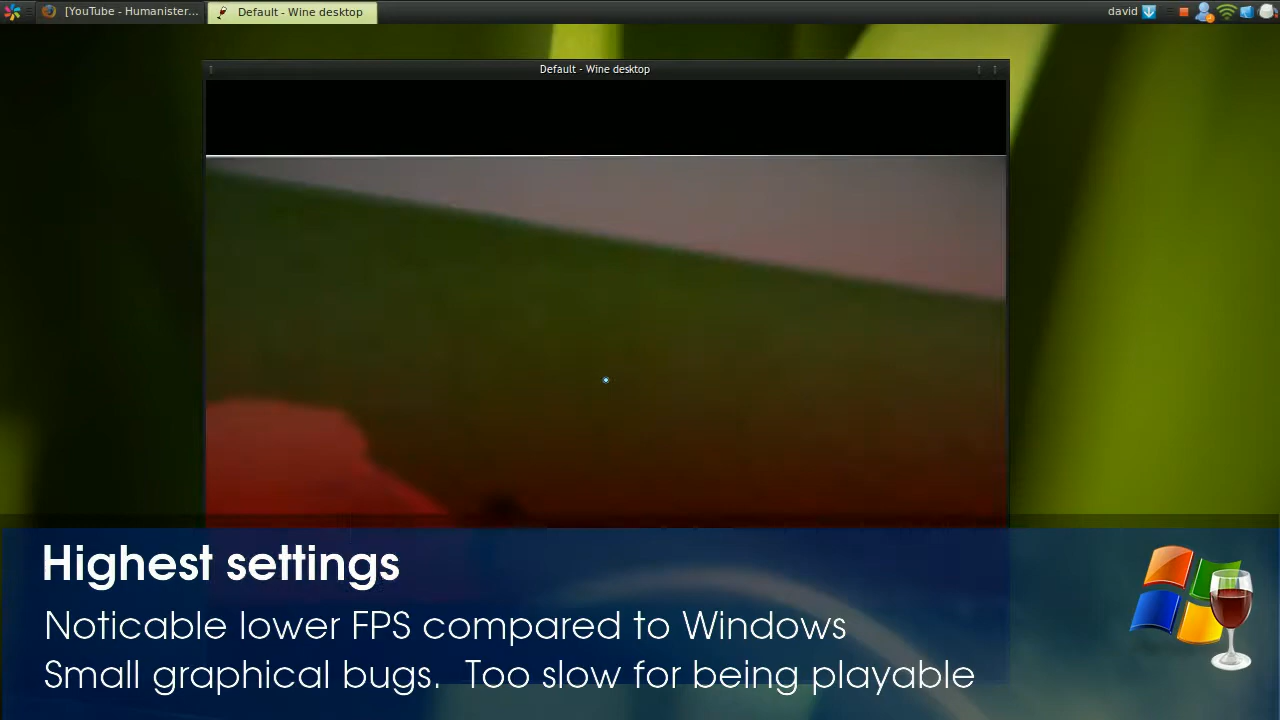 [YouTube - Humanister...
Default - Wine desktop
david
Default - Wine desktop
Highest settings
Noticable lower FPS compared to Windows
Small graphical bugs.  Too slow for being playable